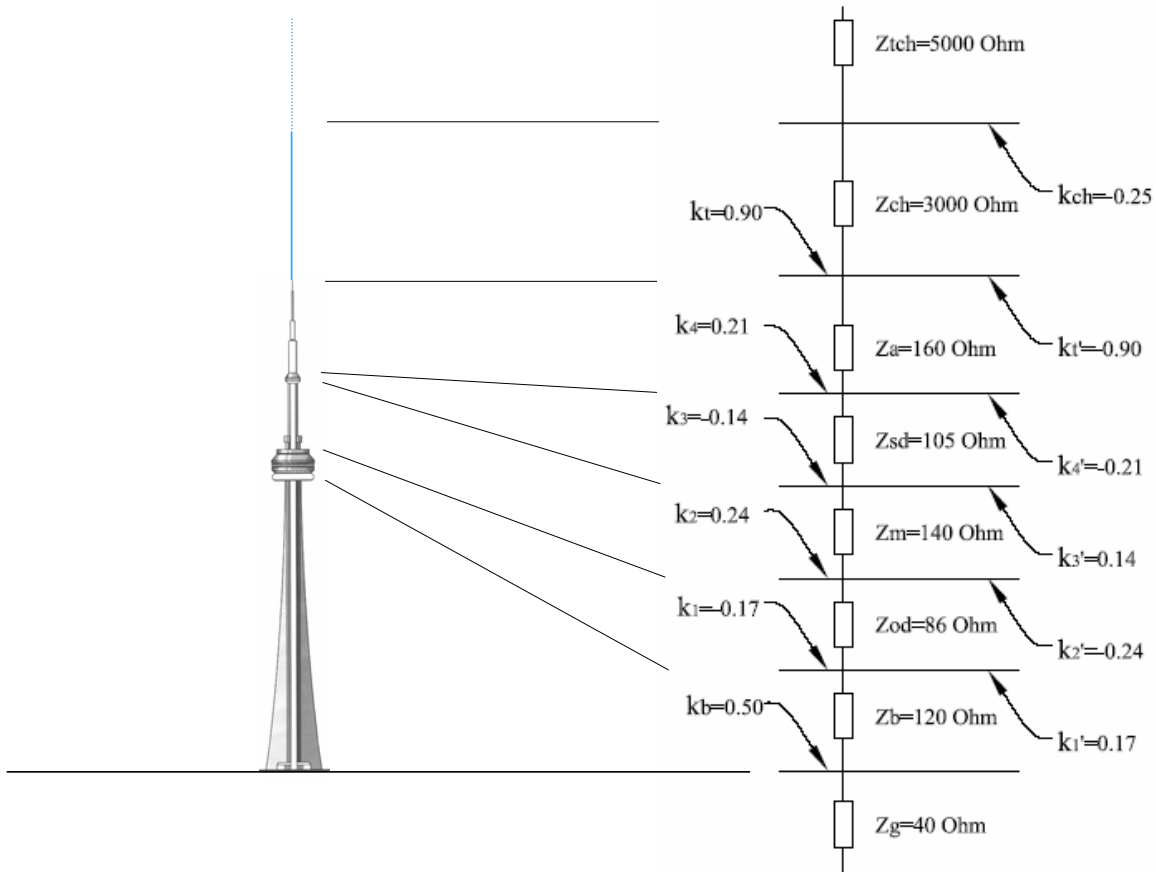 Ztch=5000 Ohm
kch=-0.25
Zch=3000 Ohm
kt=0.90
kt'=-0.90
k4=0.21
Za=160 Ohm
k4'=-0.21
k3=-0.14
Zsd=105 Ohm
k3'=0.14
k2=0.24
Zm=140 Ohm
k2'=-0.24
k1=-0.17
Zod=86 Ohm
k1'=0.17
kb=0.50
Zb=120 Ohm
Zg=40 Ohm